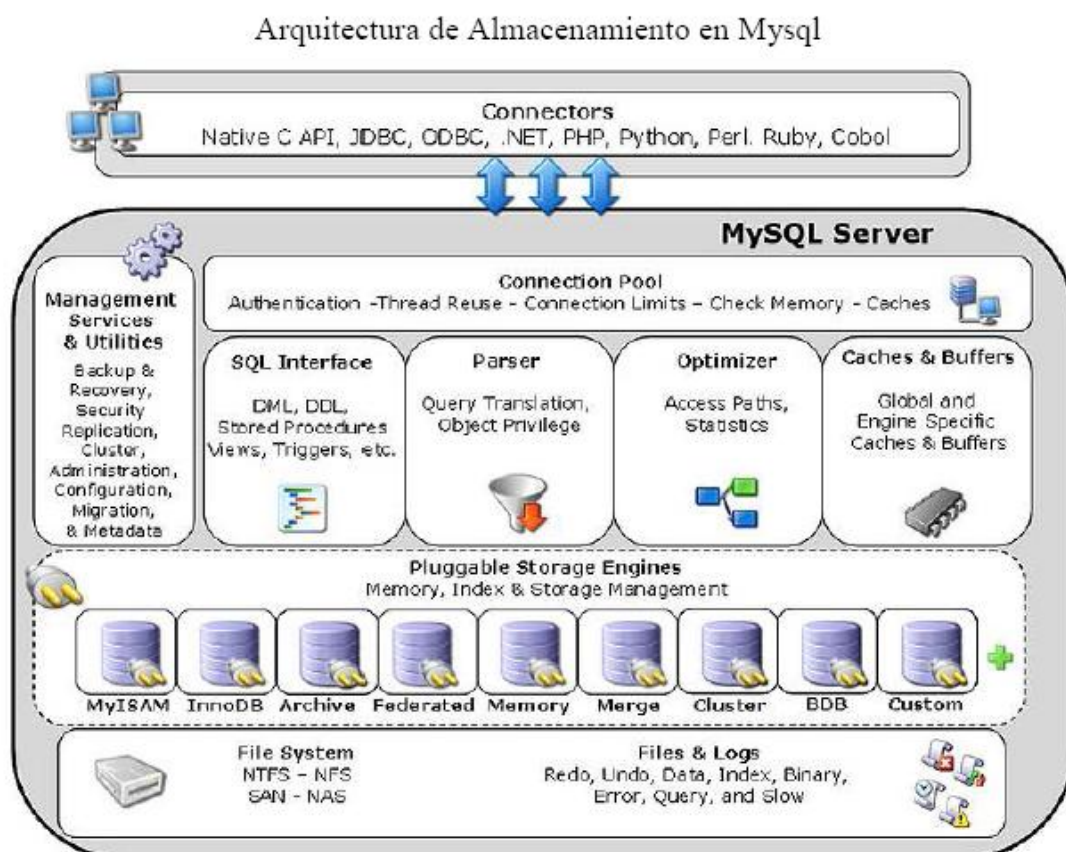 Arquitectura de Almacenamiento en Mysql
Connectors
Native C API, JDBC, ODBC, .NET, PHP, Python, Perl. Ruby, Cobol
MySQL Server
Management
Services
& Utilities
Backup &
Recovery,
Security
Replication,
Cluster,
Administration,
Configuration,
Migration,
& Metadata
Connection Pool
Authentication -Thread Reuse - Connection Limits – Check Memory - Caches
SQL Interface
DML, DDL,
Stored Procedures
Views, Triggers, etc.
Parser
Query Translation,
Object Privilege
Optimizer
Access Paths,
Statistics
Caches & Buffers
Global and
Engine Specific
Caches & Buffers
Pluggable Storage Engines
Memory, Index & Storage Management
MyISAM
InnoDB
Archive
Federated
Memory
Merge
Cluster
BDB
Custom
File System
NTFS – NFS
SAN - NAS
Files & Logs
Redo, Undo, Data, Index, Binary,
Error, Query, and Slow